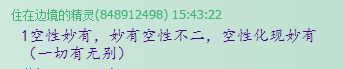 住在边境的精灵(848912498) 15:43:22
1空性妙有，妙有空性不二，空性化现妙有
（一切有无别）